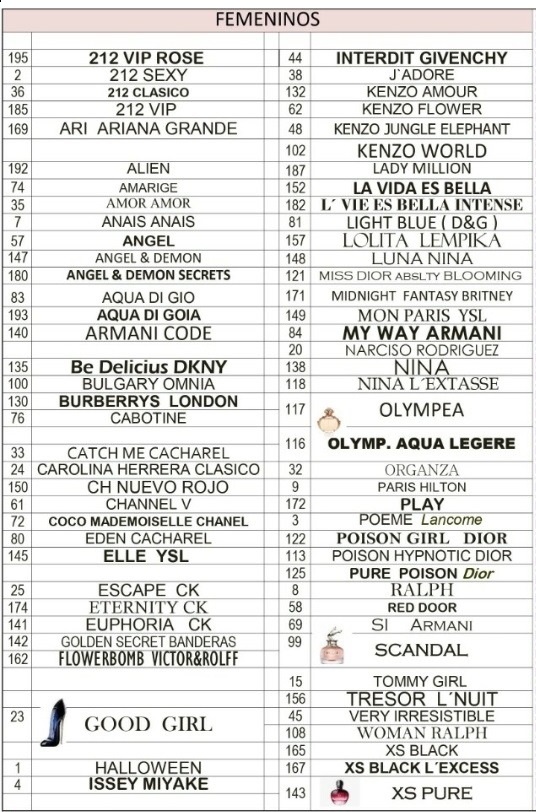 FEMENINOS
195 212 VIP ROSE
2 212 SEXY
36 212 CLASICO
185 212 VIP
169 ARI ARIANA GRANDE
192 ALIEN
74 AMARIGE
35 AMOR AMOR
7 ANAIS ANAIS
57 ANGEL
147 ANGEL & DEMON
180 ANGEL & DEMON SECRETS
83 AQUA DI GIO
193 AQUA DI GOIA
140 ARMANI CODE
135 Be Delicius DKNY
100 BULGARY OMNIA
130 BURBERRYS LONDON
76 CABOTINE
33 CATCH ME CACHAREL
24 CAROLINA HERRERA CLASICO
150 CH NUEVO ROJO
61 CHANNEL V
72 COCO MADEMOISELLE CHANEL
80 EDEN CACHAREL
145 ELLE YSL
25 ESCAPE CK
174 ETERNITY CK
141 EUPHORIA CK
142 GOLDEN SECRET BANDERAS
162 FLOWERBOMB VICTOR&ROLFF
23 GOOD GIRL
1 HALLOWEEN
4 ISSEY MIYAKE
44 INTERDIT GIVENCHY
38 J`ADORE
132 KENZO AMOUR
62 KENZO FLOWER
48 KENZO JUNGLE ELEPHANT
102 KENZO WORLD
187 LADY MILLION
152 LA VIDA ES BELLA
182 L´ VIE ES BELLA INTENSE
81 LIGHT BLUE ( D&G )
157 LOLITA LEMPIKA
148 LUNA NINA
121 MISS DIOR ABSLTY BLOOMING
171 MIDNIGHT FANTASY BRITNEY
149 MON PARIS YSL
84 MY WAY ARMANI
20 NARCISO RODRIGUEZ
138 NINA
118 NINA L´EXTASSE
117 OLYMPEA
116 OLYMP. AQUA LEGERE
32 ORGANZA
9 PARIS HILTON
172 PLAY
3 POEME Lancome
122 POISON GIRL DIOR
113 POISON HYPNOTIC DIOR
125 PURE POISON Dior
8 RALPH
58 RED DOOR
69 SI ARMANI
99 SCANDAL
15 TOMMY GIRL
156 TRESOR L´NUIT
45 VERY IRRESISTIBLE
108 WOMAN RALPH
165 XS BLACK
167 XS BLACK L´EXCESS
143 XS PURE